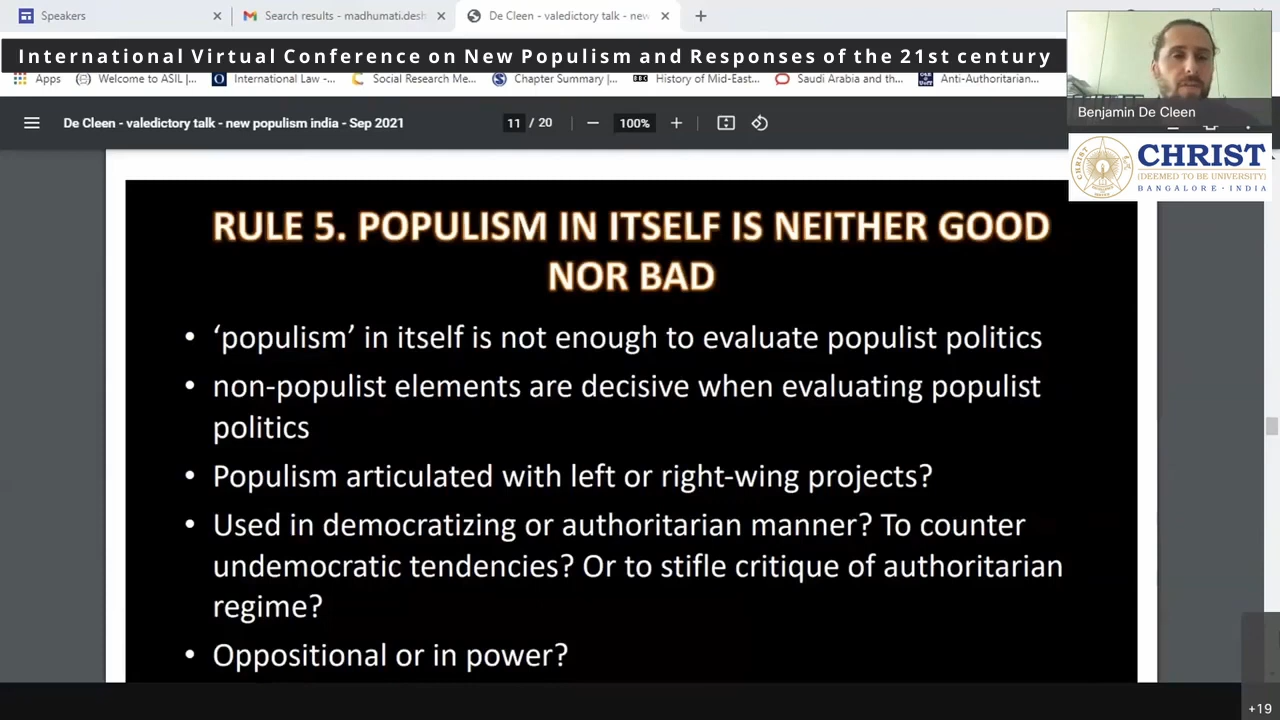 Speakers
Search results - madhumati.desh
De Cleen - valedictory talk - new
International Virtual Conference on New Populism and Responses of the 21st century
Apps
Welcome to ASIL |...
International Law -...
Social Research Me...
Chapter Summary |...
BBC
History of Mid-East...
Saudi Arabia and th...
Anti-Authoritarian...
Benjamin De Cleen
De Cleen - valedictory talk - new populism india - Sep 2021
11 / 20
100%
CHRIST
(DEEMED TO BE UNIVERSITY)
BANGALORE · INDIA
RULE 5. POPULISM IN ITSELF IS NEITHER GOOD
NOR BAD
• ‘populism’ in itself is not enough to evaluate populist politics
• non-populist elements are decisive when evaluating populist
politics
• Populism articulated with left or right-wing projects?
• Used in democratizing or authoritarian manner? To counter
undemocratic tendencies? Or to stifle critique of authoritarian
regime?
• Oppositional or in power?
+19